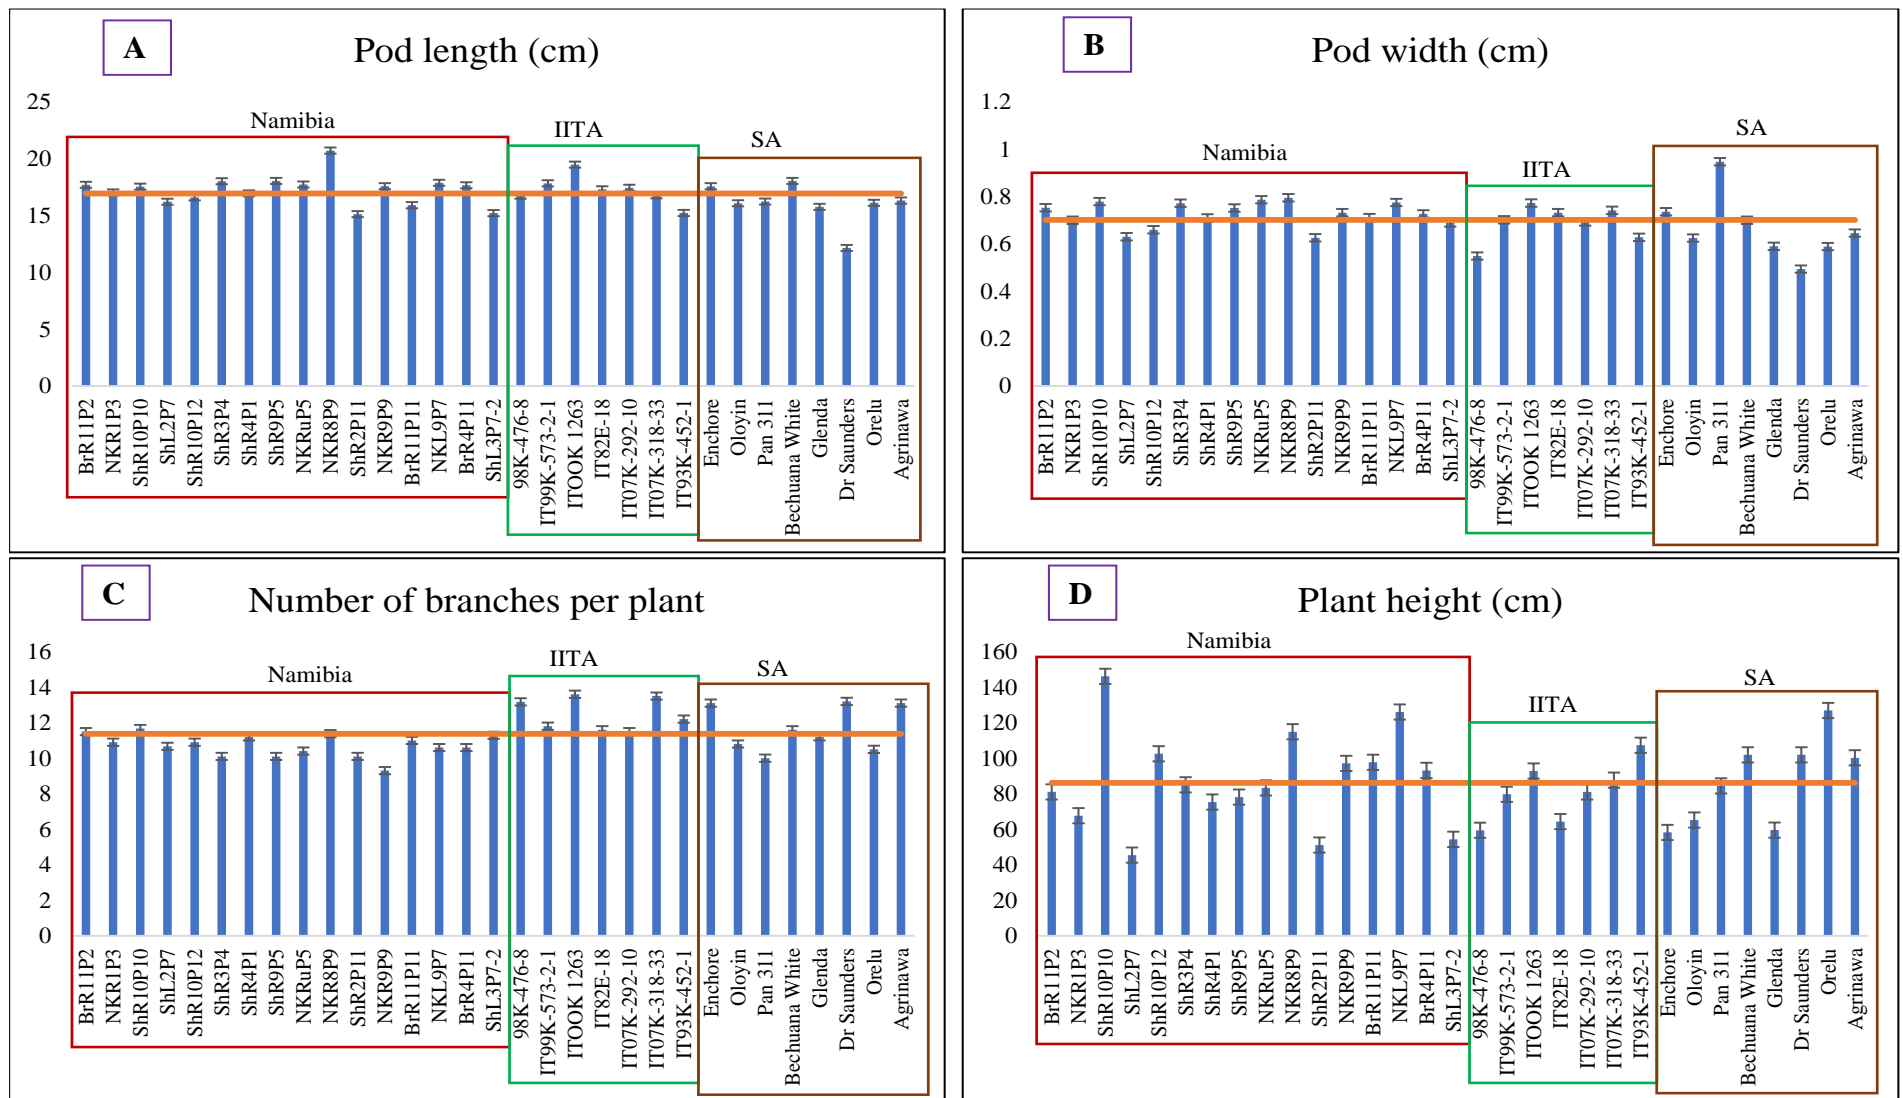 A
Pod length (cm)
25
20
15
10
5
0
Namibia
IITA
SA
BrR11P2
NKR1P3
ShR10P10
ShL2P7
ShR10P12
ShR3P4
ShR4P1
ShR9P5
NKRuP5
NKR8P9
ShR2P11
NKR9P9
BrR11P11
NKL9P7
BrR4P11
ShL3P7-2
98K-476-8
IT99K-573-2-1
ITOOK 1263
IT82E-18
IT07K-292-10
IT07K-318-33
IT93K-452-1
Enchore
Oloyin
Pan 311
Bechuana White
Glenda
Dr Saunders
Orelu
Agrinawa
B
Pod width (cm)
1.2
1
0.8
0.6
0.4
0.2
0
Namibia
IITA
SA
BrR11P2
NKR1P3
ShR10P10
ShL2P7
ShR10P12
ShR3P4
ShR4P1
ShR9P5
NKRuP5
NKR8P9
ShR2P11
NKR9P9
BrR11P11
NKL9P7
BrR4P11
ShL3P7-2
98K-476-8
IT99K-573-2-1
ITOOK 1263
IT82E-18
IT07K-292-10
IT07K-318-33
IT93K-452-1
Enchore
Oloyin
Pan 311
Bechuana White
Glenda
Dr Saunders
Orelu
Agrinawa
C
Number of branches per plant
16
14
12
10
8
6
4
2
0
Namibia
IITA
SA
BrR11P2
NKR1P3
ShR10P10
ShL2P7
ShR10P12
ShR3P4
ShR4P1
ShR9P5
NKRuP5
NKR8P9
ShR2P11
NKR9P9
BrR11P11
NKL9P7
BrR4P11
ShL3P7-2
98K-476-8
IT99K-573-2-1
ITOOK 1263
IT82E-18
IT07K-292-10
IT07K-318-33
IT93K-452-1
Enchore
Oloyin
Pan 311
Bechuana White
Glenda
Dr Saunders
Orelu
Agrinawa
D
Plant height (cm)
160
140
120
100
80
60
40
20
0
Namibia
IITA
SA
BrR11P2
NKR1P3
ShR10P10
ShL2P7
ShR10P12
ShR3P4
ShR4P1
ShR9P5
NKRuP5
NKR8P9
ShR2P11
NKR9P9
BrR11P11
NKL9P7
BrR4P11
ShL3P7-2
98K-476-8
IT99K-573-2-1
ITOOK 1263
IT82E-18
IT07K-292-10
IT07K-318-33
IT93K-452-1
Enchore
Oloyin
Pan 311
Bechuana White
Glenda
Dr Saunders
Orelu
Agrinawa